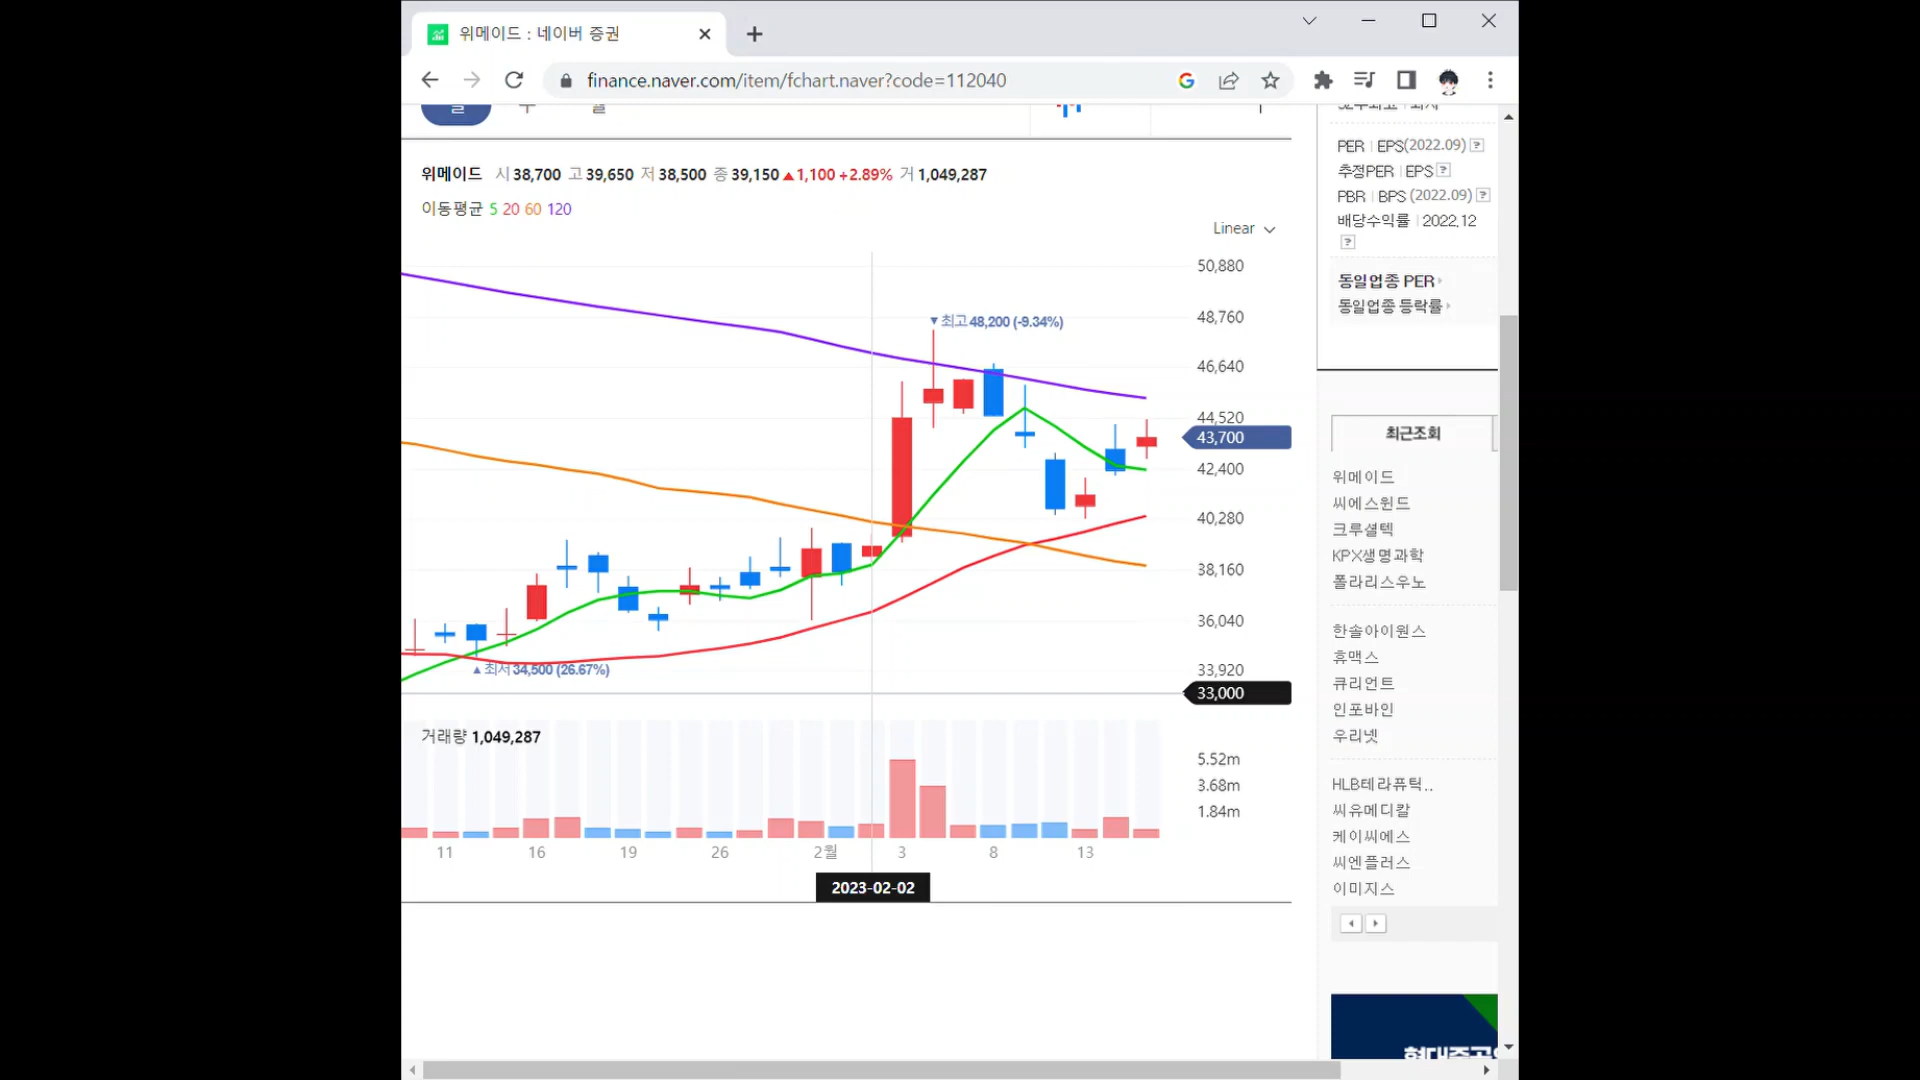 위메이드 : 네이버 증권
finance.naver.com/item/fchart.naver?code=112040
위메이드 시 38,700 고 39,650 저 38,500 종 39,150 ▲1,100 +2.89% 거 1,049,287
이동평균 5 20 60 120
Linear
50,880
48,760
46,640
44,520
43,700
42,400
40,280
38,160
36,040
33,920
33,000
▼최고 48,200 (-9.34%)
▲최저 34,500 (26.67%)
거래량 1,049,287
5.52m
3.68m
1.84m
11 16 19 26 2월 3 8 13
2023-02-02
PER | EPS(2022.09) ?
추정PER | EPS ?
PBR | BPS (2022.09) ?
배당수익률 | 2022.12
?
동일업종 PER
동일업종 등락률
최근조회
위메이드
씨에스윈드
크루셜텍
KPX생명과학
폴라리스우노
한솔아이원스
휴맥스
큐리언트
인포바인
우리넷
HLB테라퓨틱..
씨유메디칼
케이씨에스
씨엔플러스
이미지스